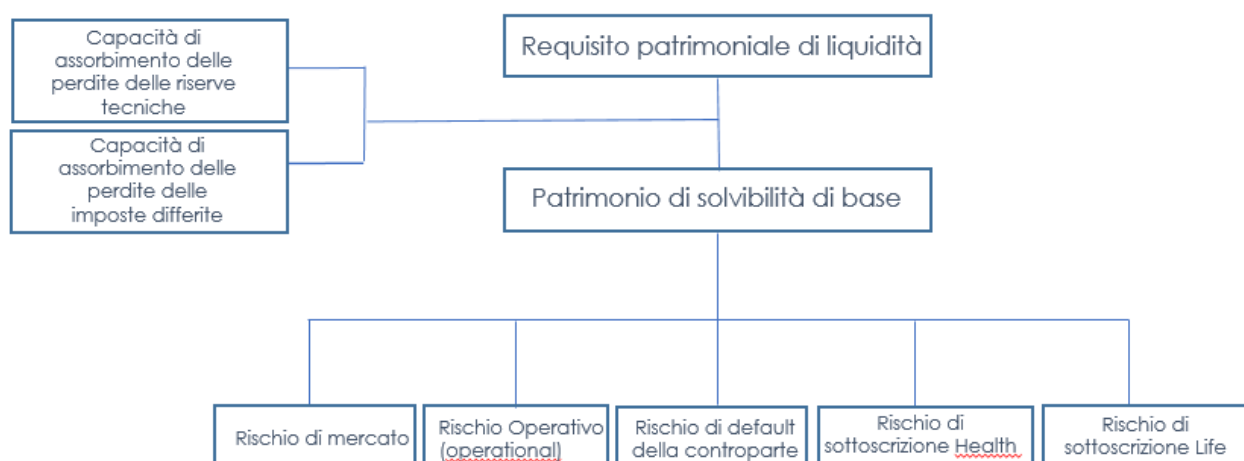 Capacità di
assorbimento delle
perdite delle riserve
tecniche
Requisito patrimoniale di liquidità
Capacità di
assorbimento delle
perdite delle
imposte differite
Patrimonio di solvibilità di base
Rischio di mercato
Rischio Operativo
(operational)
Rischio di default
della controparte
Rischio di
sottoscrizione Health
Rischio di
sottoscrizione Life